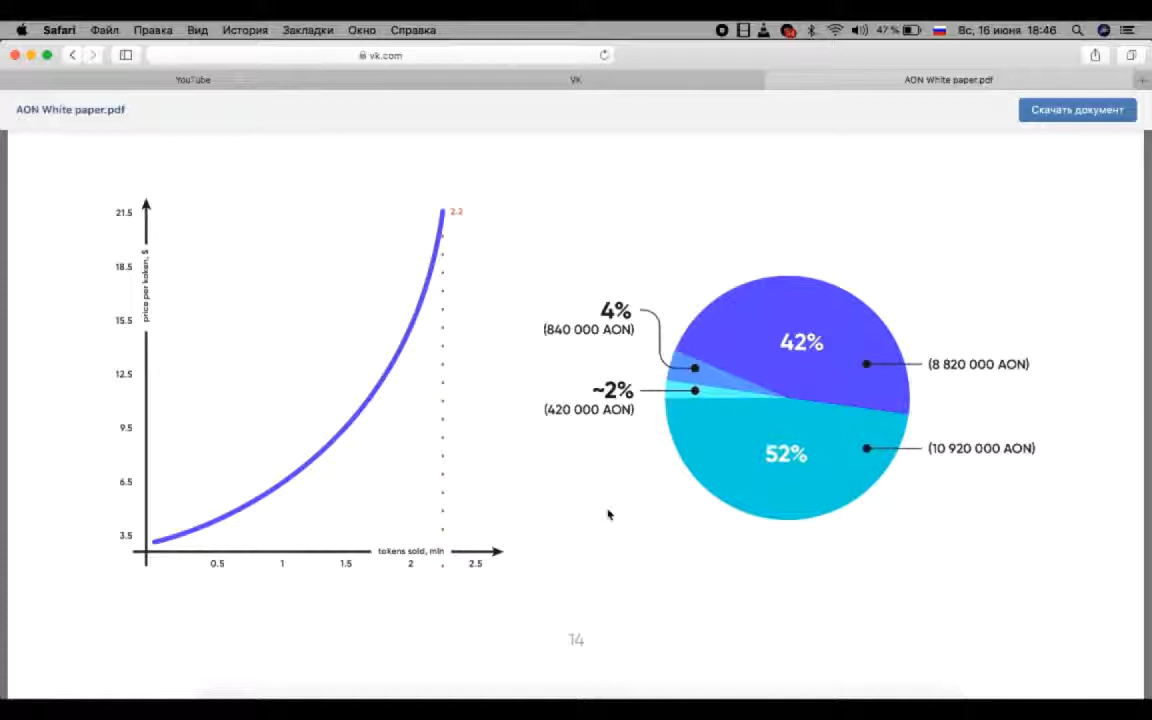 Safari Файл Правка Вид История Закладки Окно Справка 47 % Вс, 16 июня 18:46
vk.com
YouTube VK AON White paper.pdf
AON White paper.pdf Скачать документ
21.5
18.5
15.5
12.5
9.5
6.5
3.5
price per token, $
2.2
tokens sold, mln
0.5 1 1.5 2 2.5
4%
(840 000 AON)
~2%
(420 000 AON)
42%
(8 820 000 AON)
52%
(10 920 000 AON)
14